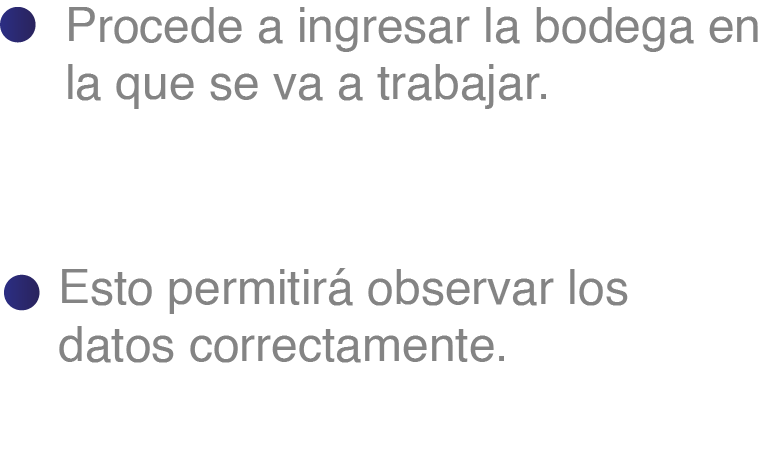 Procede a ingresar la bodega en
la que se va a trabajar.
Esto permitirá observar los
datos correctamente.